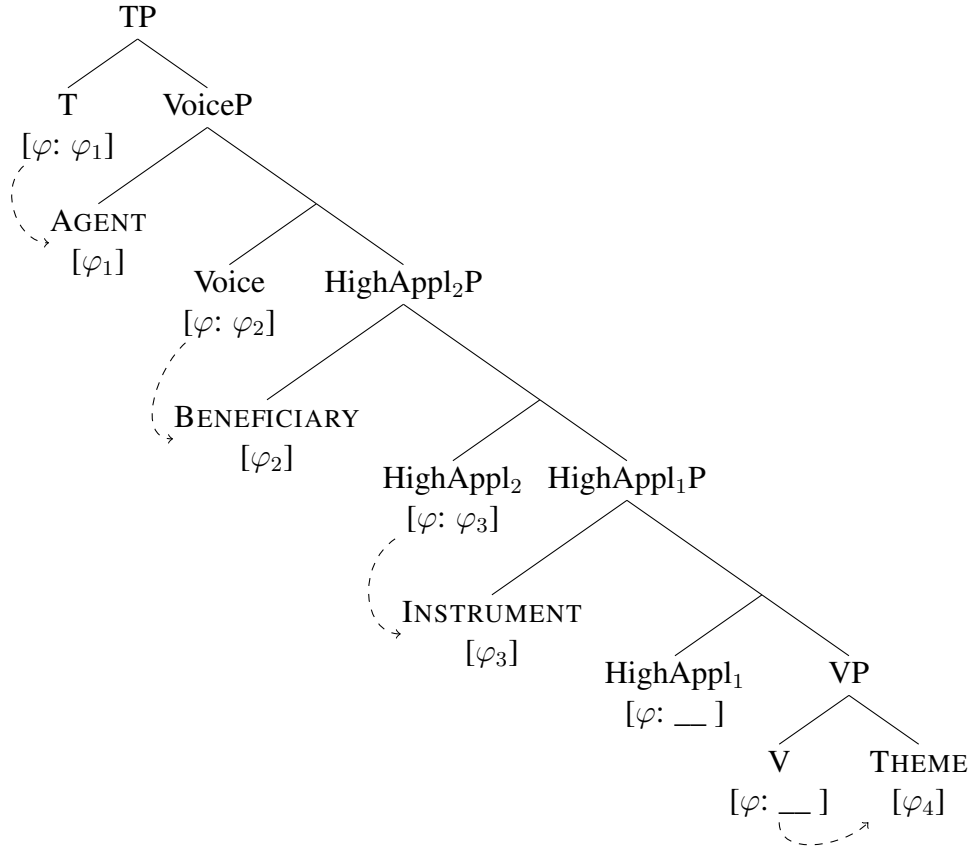 TP
T VoiceP
[φ: φ₁]
AGENT
[φ₁]
Voice HighAppl₂P
[φ: φ₂]
BENEFICIARY
[φ₂]
HighAppl₂ HighAppl₁P
[φ: φ₃]
INSTRUMENT
[φ₃]
HighAppl₁ VP
[φ: __ ]
V THEME
[φ: __ ] [φ₄]